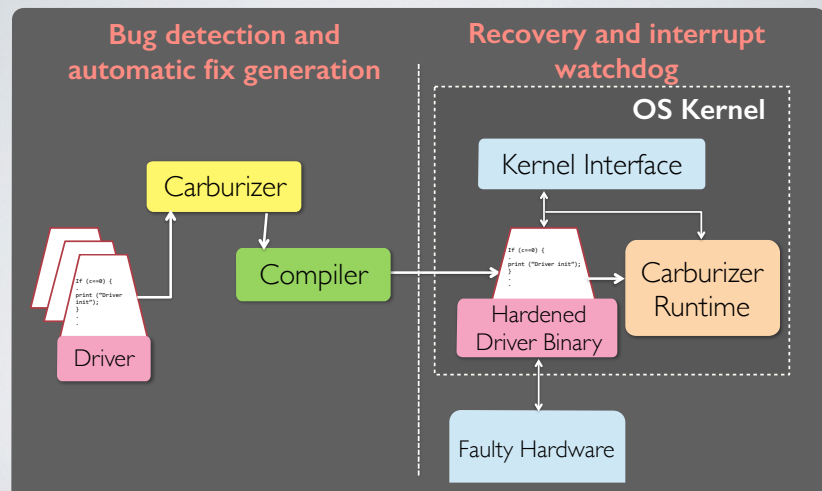 Bug detection and
automatic fix generation
Recovery and interrupt
watchdog
OS Kernel
Kernel Interface
Carburizer
Compiler
If (c==0) {
.
print ("Driver
init");
}
.
.
Driver
If (c==0) {
.
print ("Driver init");
}
.
.
Hardened
Driver Binary
Carburizer
Runtime
Faulty Hardware